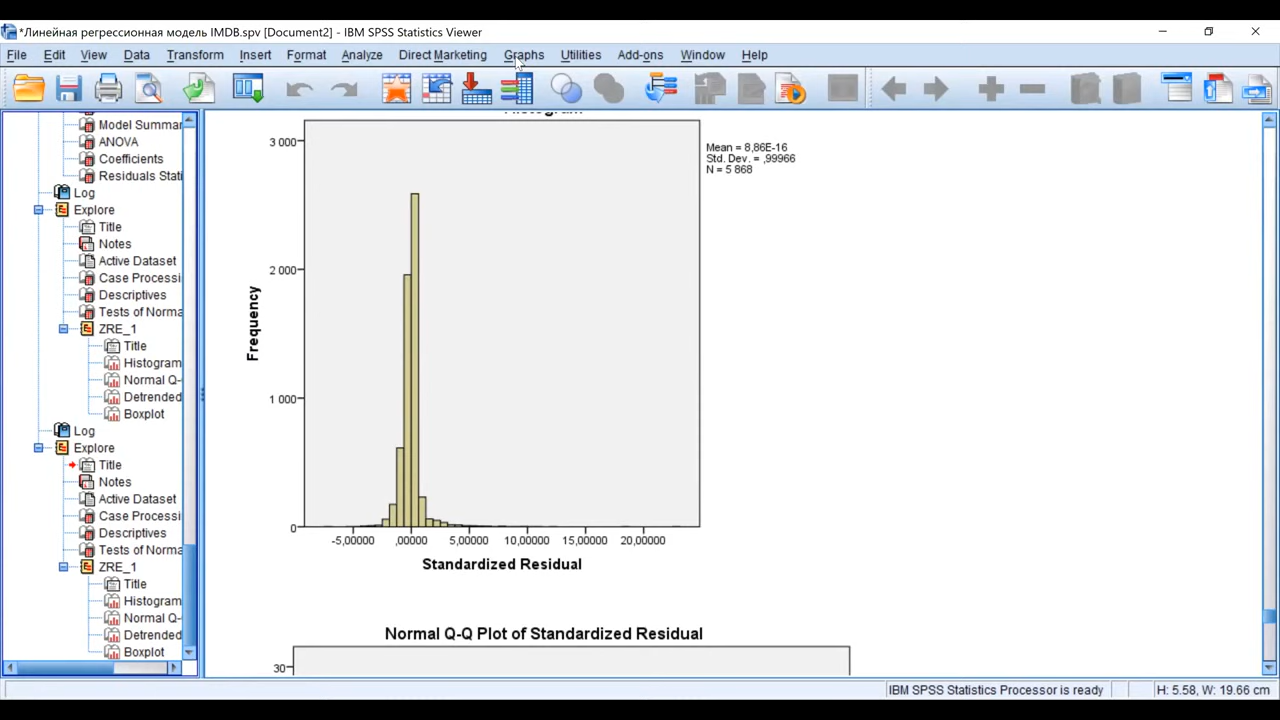 *Линейная регрессионная модель IMDB.spv [Document2] - IBM SPSS Statistics Viewer
File Edit View Data Transform Insert Format Analyze Direct Marketing Graphs Utilities Add-ons Window Help
Model Summar
ANOVA
Coefficients
Residuals Stati
Log
Explore
Title
Notes
Active Dataset
Case Processi
Descriptives
Tests of Norma
ZRE_1
Title
Histogram
Normal Q-
Detrended
Boxplot
Log
Explore
Title
Notes
Active Dataset
Case Processi
Descriptives
Tests of Norma
ZRE_1
Title
Histogram
Normal Q-
Detrended
Boxplot
Histogram
3 000
2 000
1 000
0
Frequency
-5,00000 ,00000 5,00000 10,00000 15,00000 20,00000
Standardized Residual
Mean = 8,86E-16
Std. Dev. = ,99966
N = 5 868
Normal Q-Q Plot of Standardized Residual
30
IBM SPSS Statistics Processor is ready
H: 5.58, W: 19.66 cm